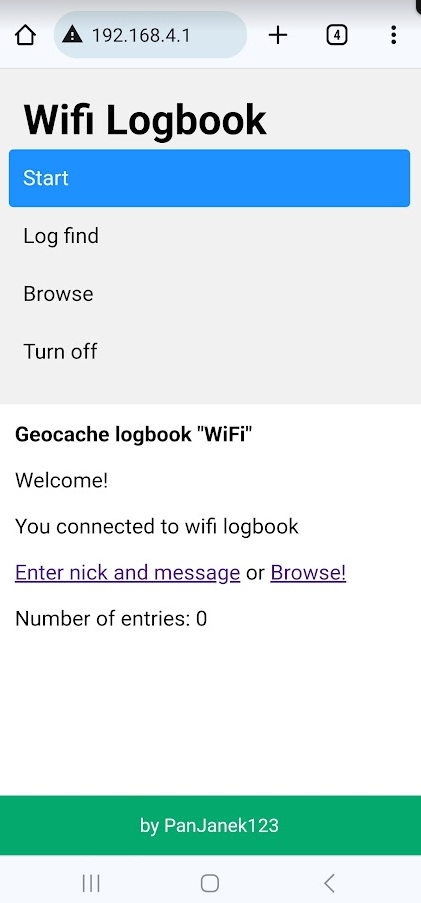 192.168.4.1
4
Wifi Logbook
Start
Log find
Browse
Turn off
Geocache logbook "WiFi"
Welcome!
You connected to wifi logbook
Enter nick and message or Browse!
Number of entries: 0
by PanJanek123